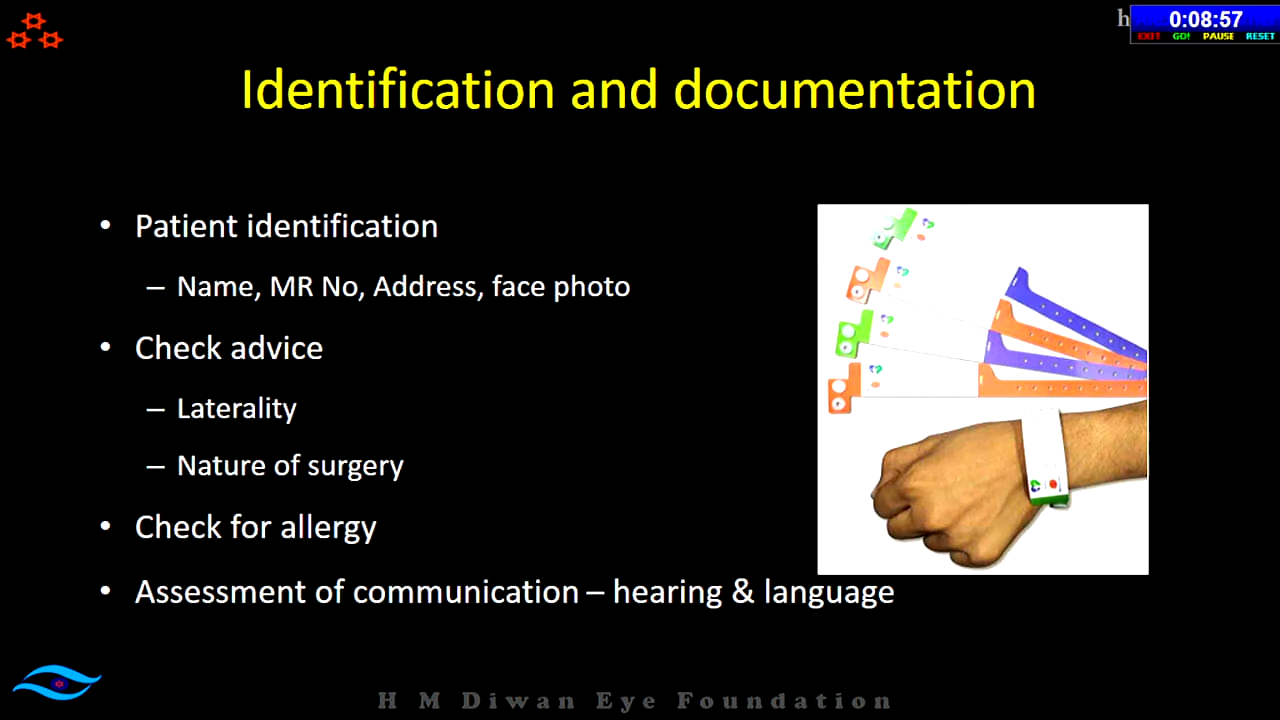 h
0:08:57
EXIT GO! PAUSE RESET
Identification and documentation
• Patient identification
– Name, MR No, Address, face photo
• Check advice
– Laterality
– Nature of surgery
• Check for allergy
• Assessment of communication – hearing & language
H M Diwan Eye Foundation